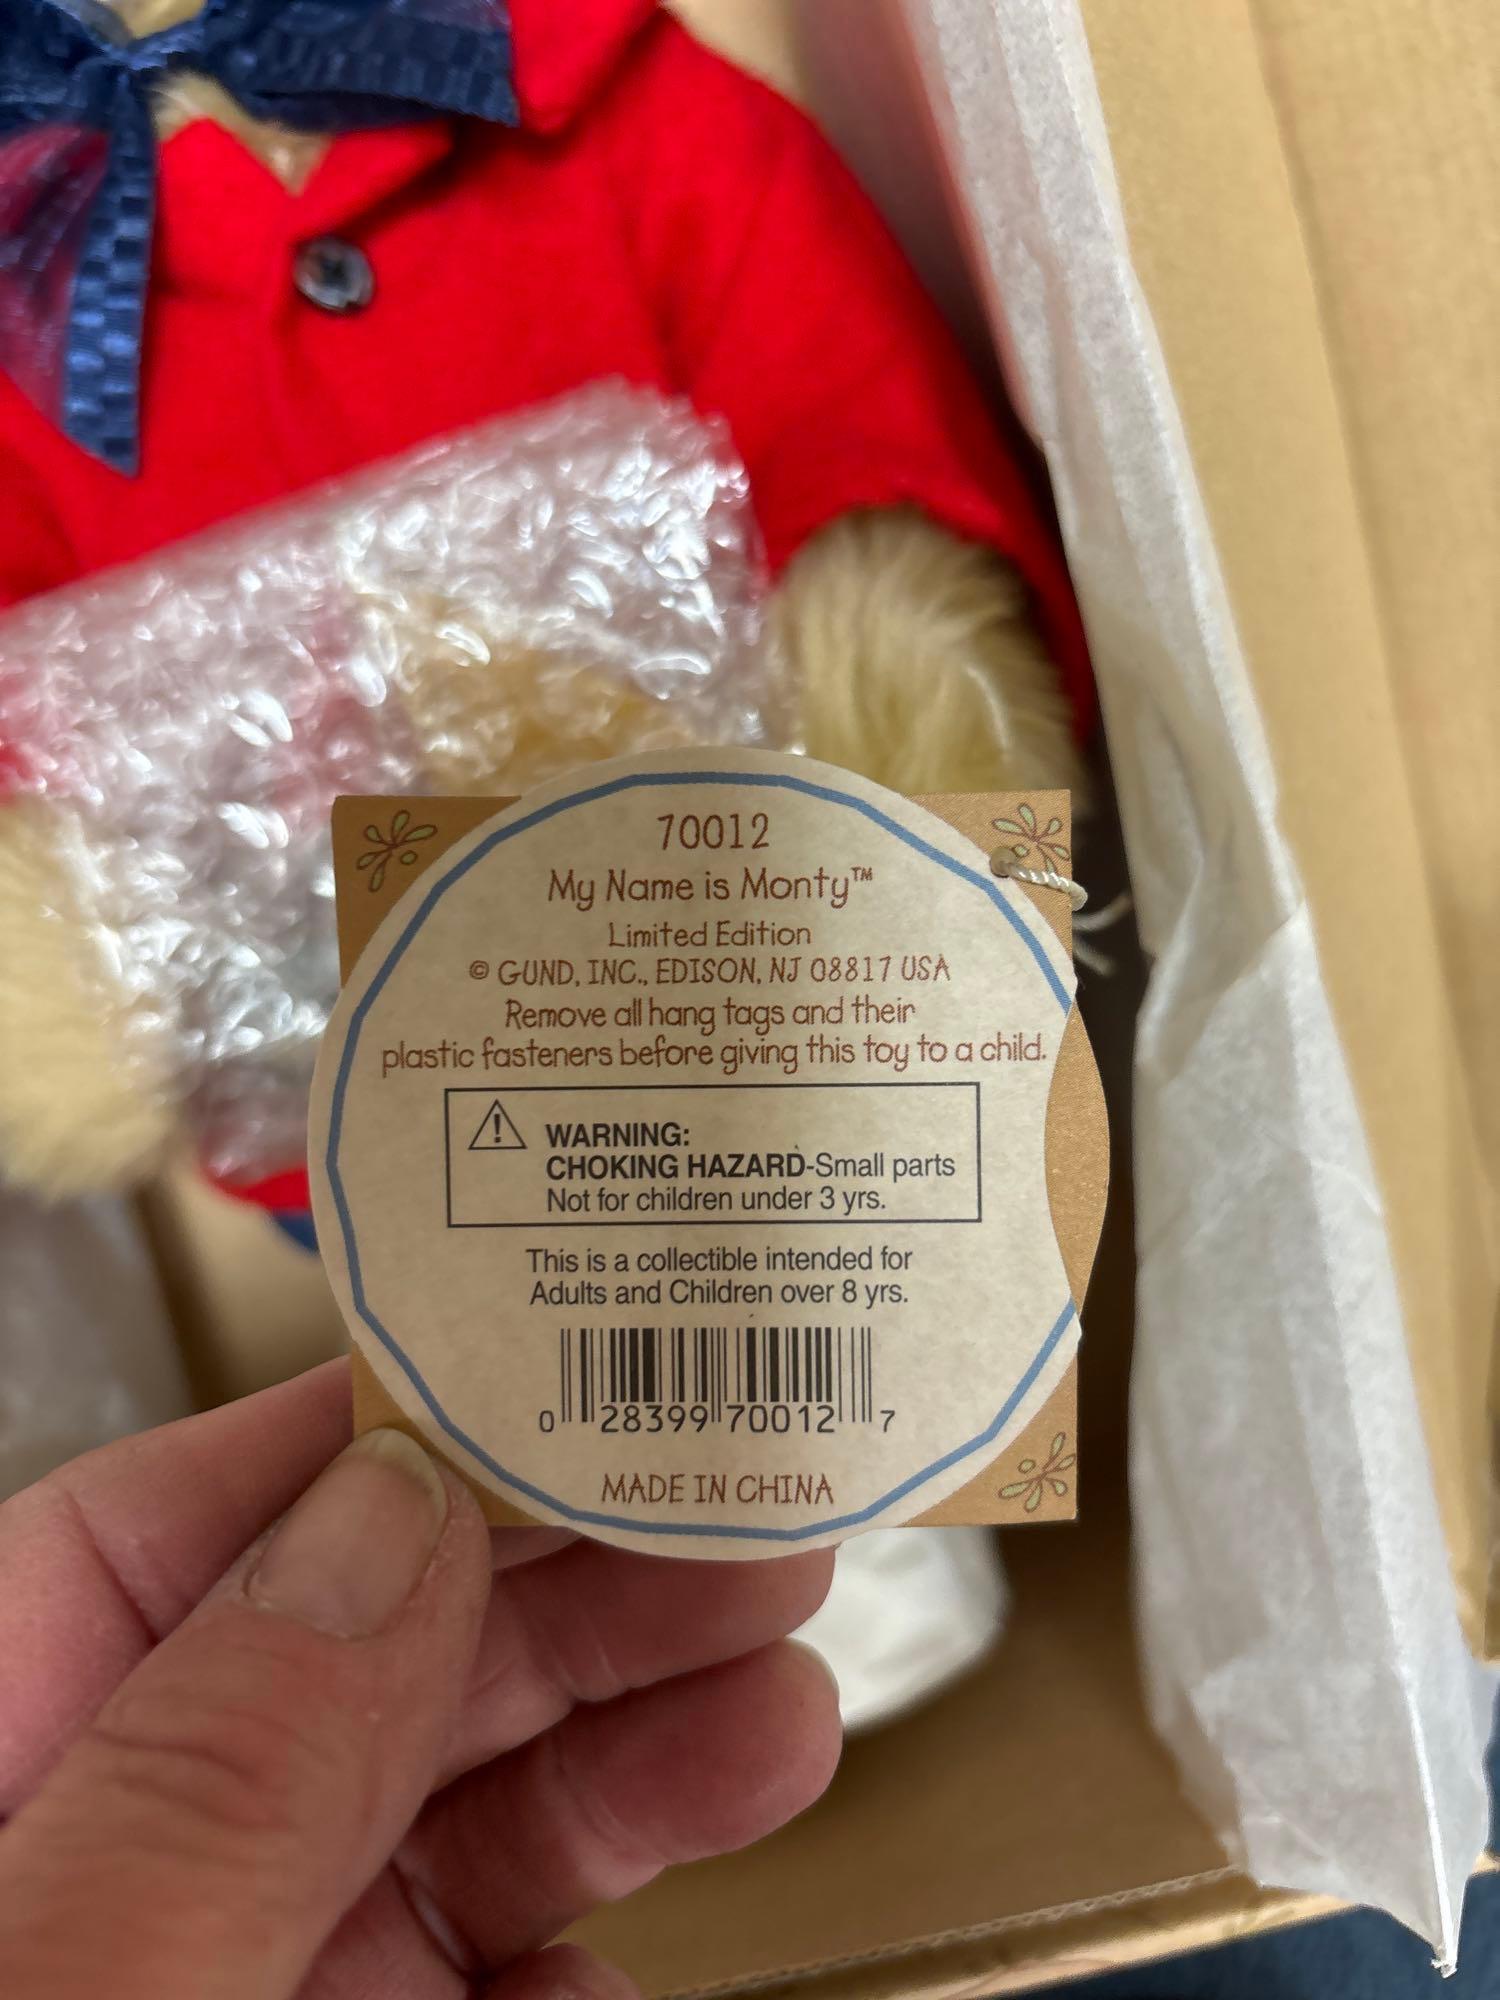 70012
My Name is Monty™
Limited Edition
© GUND, INC., EDISON, NJ 08817 USA
Remove all hang tags and their
plastic fasteners before giving this toy to a child.
WARNING:
CHOKING HAZARD-Small parts
Not for children under 3 yrs.
This is a collectible intended for
Adults and Children over 8 yrs.
0 28399 70012 7
MADE IN CHINA